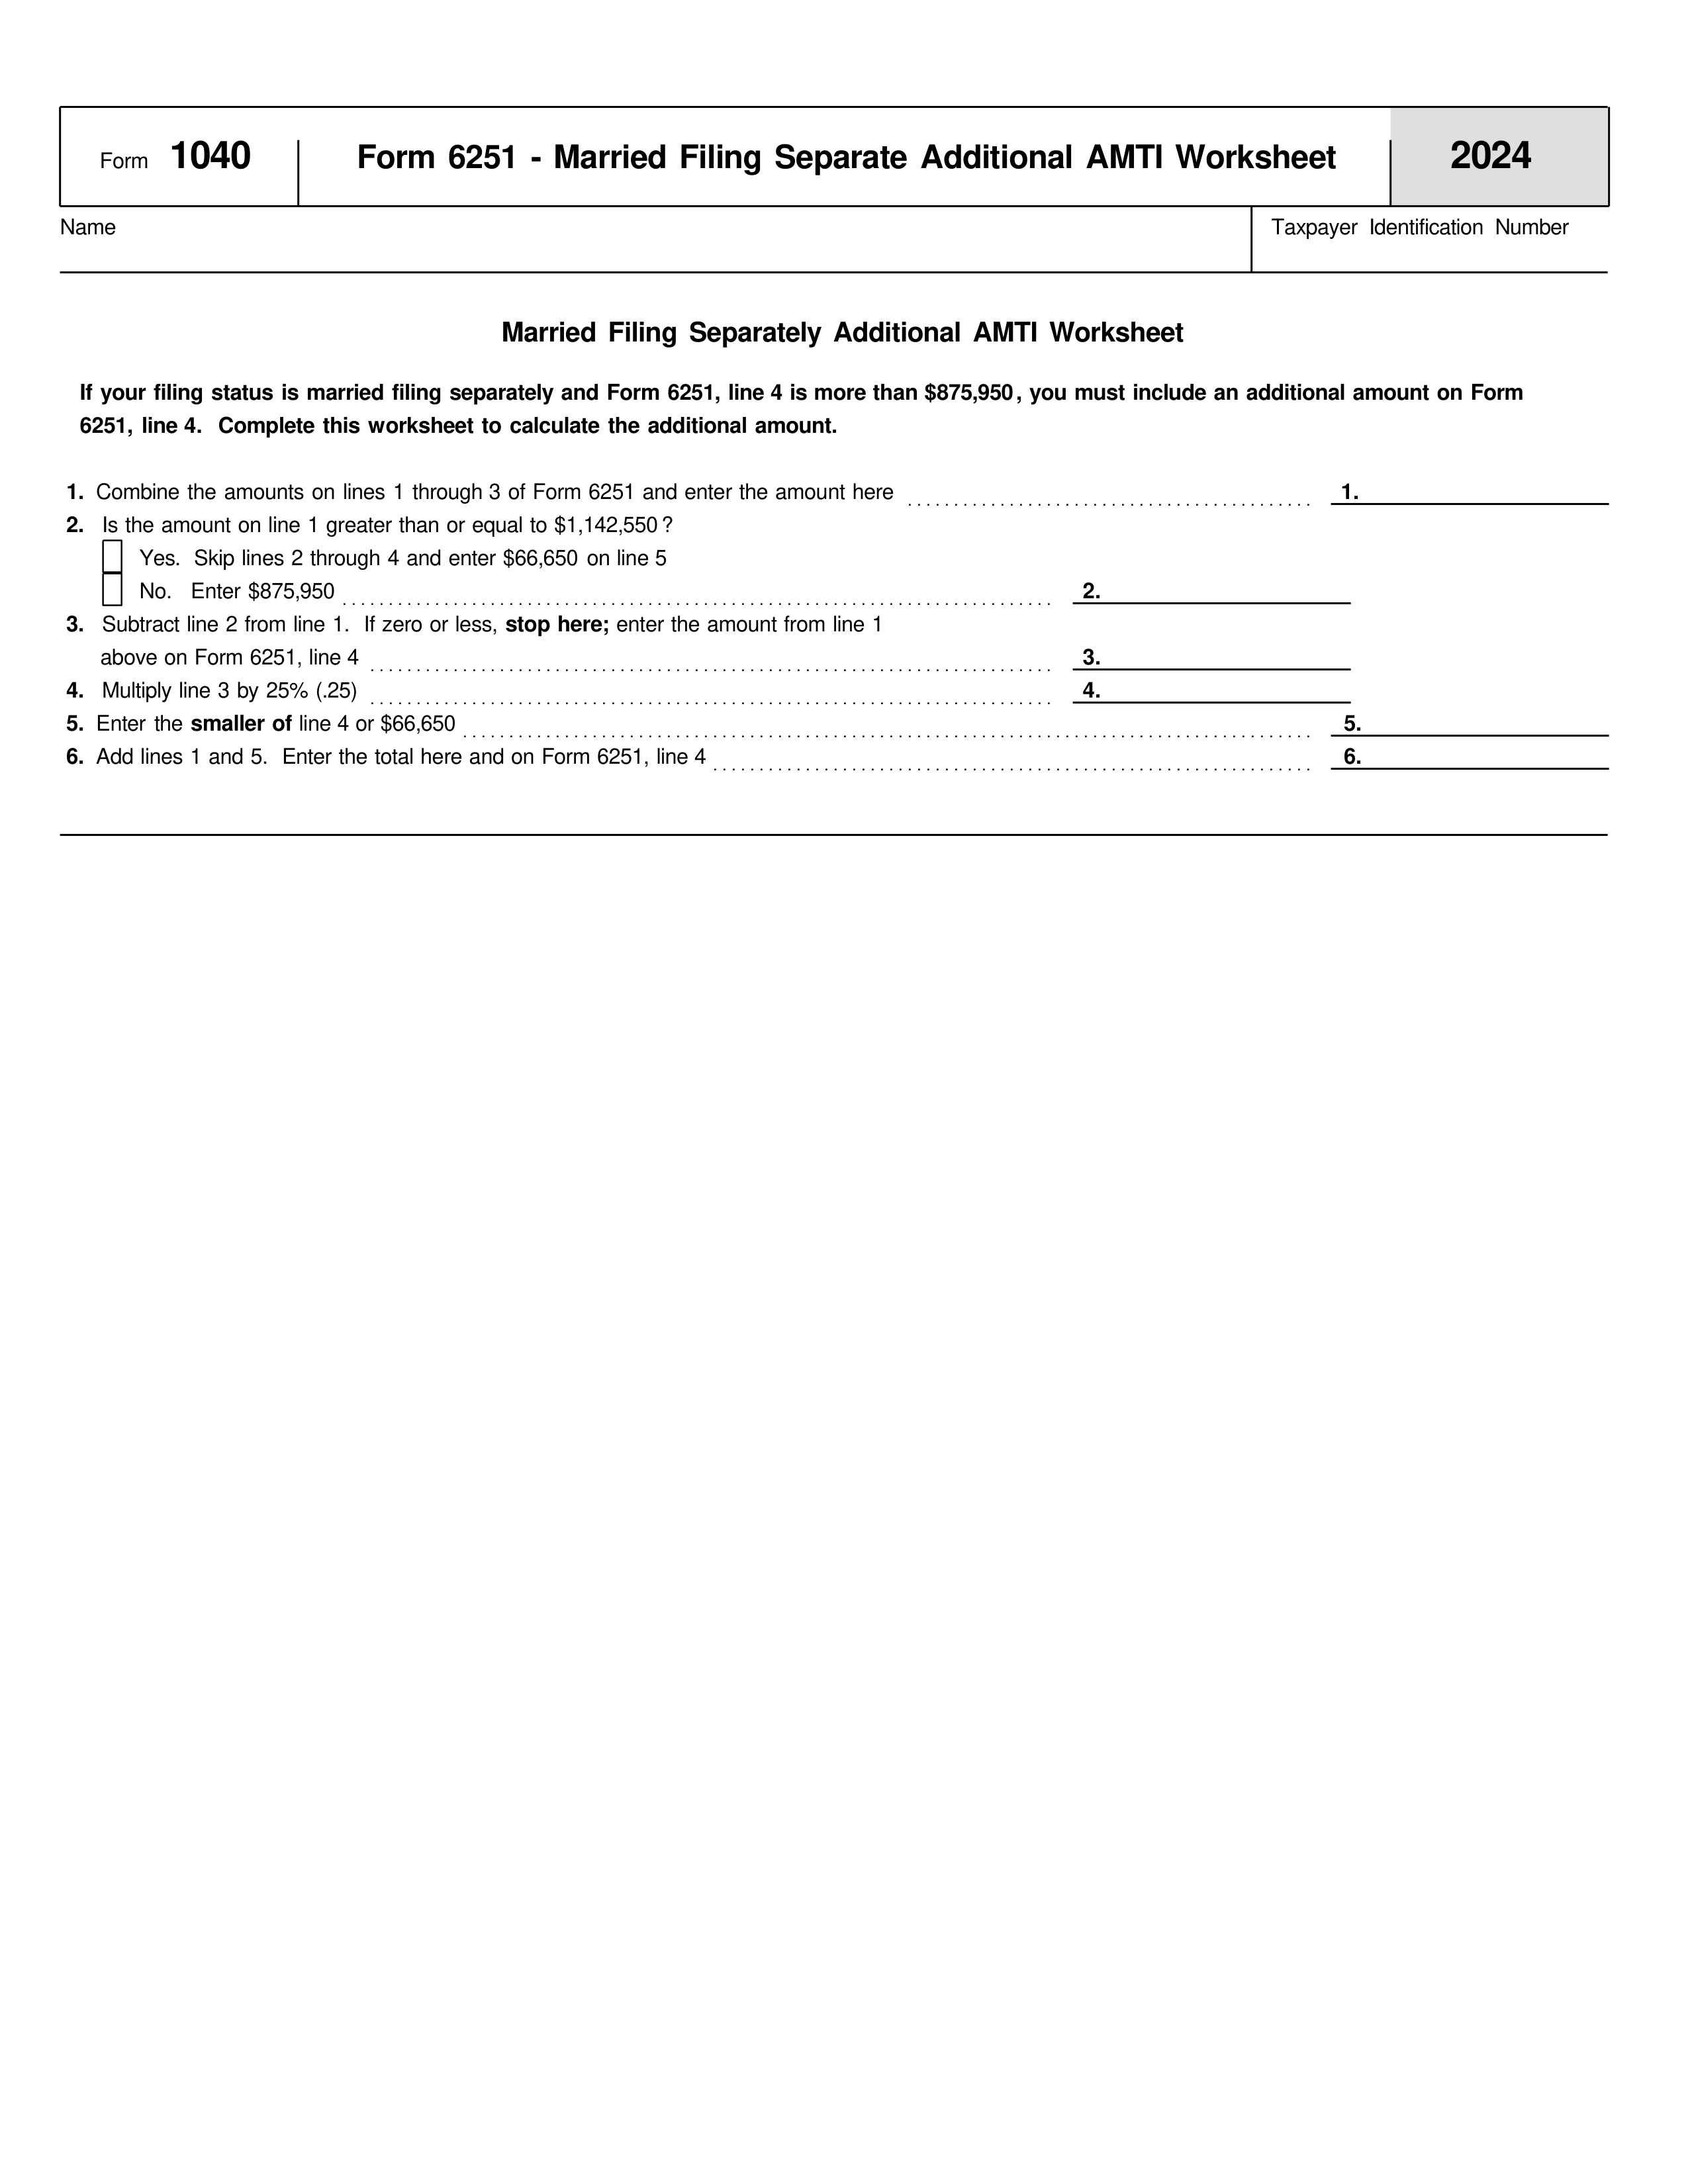 Form 1040
Form 6251 - Married Filing Separate Additional AMTI Worksheet
2024
Name
Taxpayer Identification Number
Married Filing Separately Additional AMTI Worksheet
If your filing status is married filing separately and Form 6251, line 4 is more than $875,950, you must include an additional amount on Form
6251, line 4. Complete this worksheet to calculate the additional amount.
1. Combine the amounts on lines 1 through 3 of Form 6251 and enter the amount here 1.
2. Is the amount on line 1 greater than or equal to $1,142,550?
Yes. Skip lines 2 through 4 and enter $66,650 on line 5
No. Enter $875,950 2.
3. Subtract line 2 from line 1. If zero or less, stop here; enter the amount from line 1
above on Form 6251, line 4 3.
4. Multiply line 3 by 25% (.25) 4.
5. Enter the smaller of line 4 or $66,650 5.
6. Add lines 1 and 5. Enter the total here and on Form 6251, line 4 6.